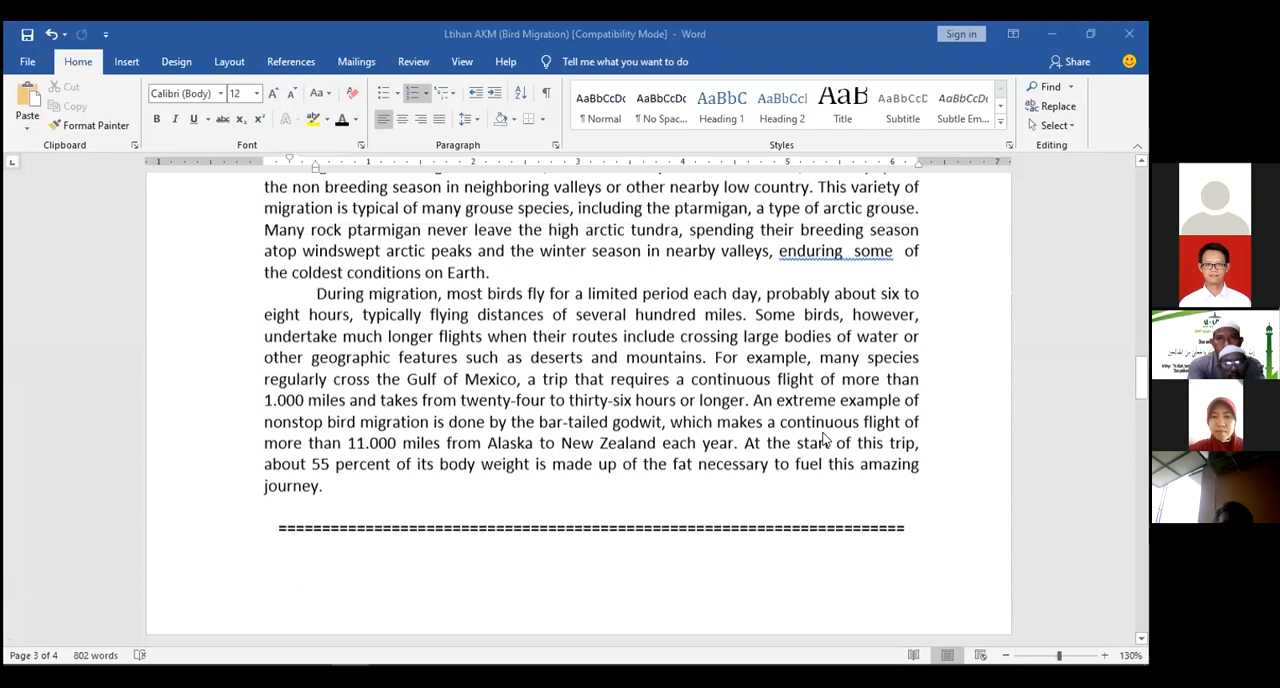 Ltihan AKM (Bird Migration) [Compatibility Mode] - Word
Sign in
File Home Insert Design Layout References Mailings Review View Help Tell me what you want to do Share
Paste
Cut
Copy
Format Painter
Clipboard
Calibri (Body) 12
Font
Paragraph
AaBbCcDc AaBbCcDc AaBbC AaBbCcI AaB AaBbCcD AaBbCcDc
¶ Normal ¶ No Spac... Heading 1 Heading 2 Title Subtitle Subtle Em...
Styles
Find
Replace
Select
Editing
1 1 2 3 4 5 6 7
the non breeding season in neighboring valleys or other nearby low country. This variety of
migration is typical of many grouse species, including the ptarmigan, a type of arctic grouse.
Many rock ptarmigan never leave the high arctic tundra, spending their breeding season
atop windswept arctic peaks and the winter season in nearby valleys, enduring some of
the coldest conditions on Earth.
During migration, most birds fly for a limited period each day, probably about six to
eight hours, typically flying distances of several hundred miles. Some birds, however,
undertake much longer flights when their routes include crossing large bodies of water or
other geographic features such as deserts and mountains. For example, many species
regularly cross the Gulf of Mexico, a trip that requires a continuous flight of more than
1.000 miles and takes from twenty-four to thirty-six hours or longer. An extreme example of
nonstop bird migration is done by the bar-tailed godwit, which makes a continuous flight of
more than 11.000 miles from Alaska to New Zealand each year. At the start of this trip,
about 55 percent of its body weight is made up of the fat necessary to fuel this amazing
journey.
=======================================================================
Page 3 of 4 802 words 130%